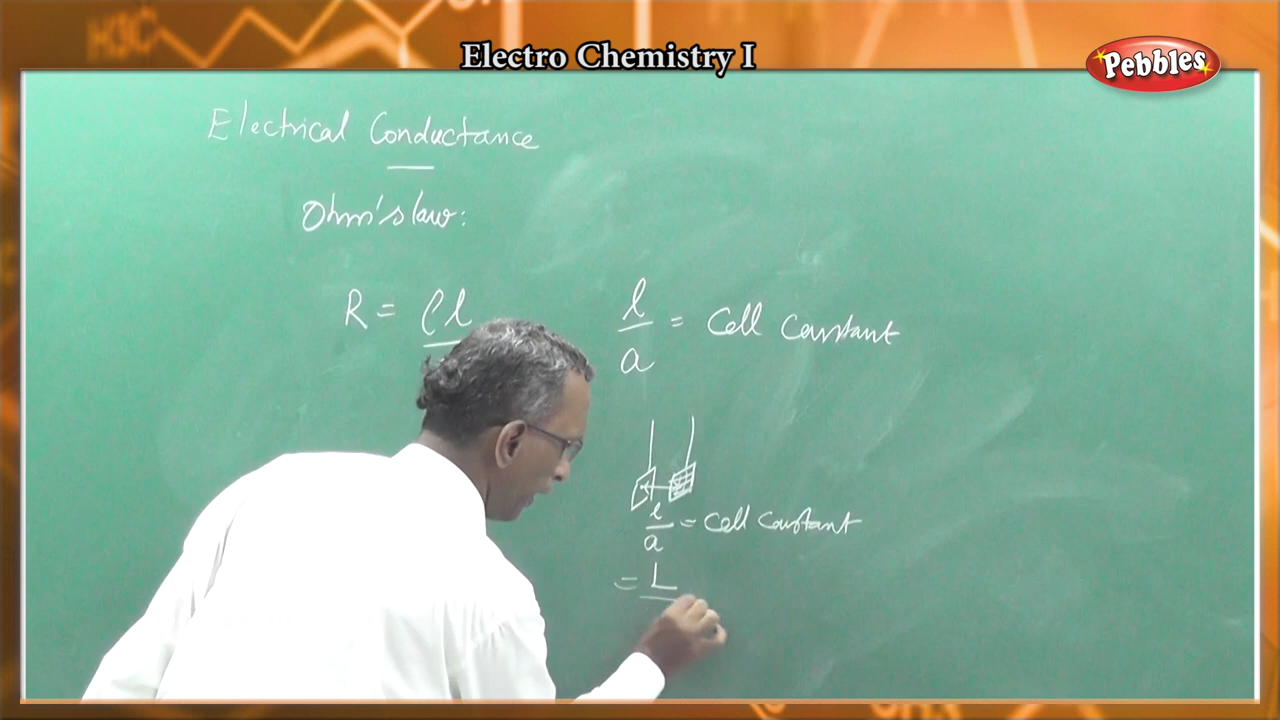 Electro Chemistry I
Pebbles
Electrical Conductance
Ohm's law:
R = ρl
l
a
= Cell Constant
l
a
= Cell Constant
= L